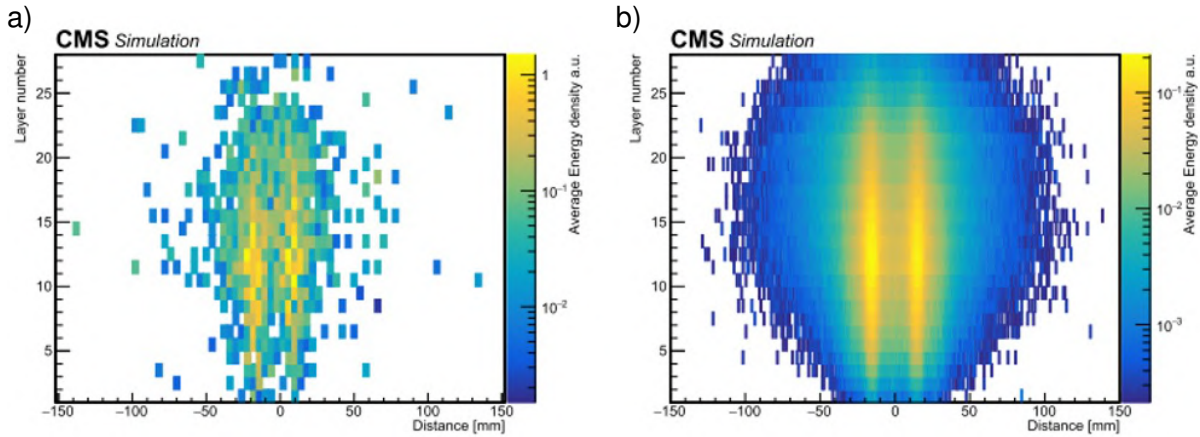 a)
CMS Simulation
Layer number
25
20
15
10
5
−150 −100 −50 0 50 100 150
Distance [mm]
1
10⁻¹
10⁻²
Average Energy density a.u.
b)
CMS Simulation
Layer number
25
20
15
10
5
−150 −100 −50 0 50 100 150
Distance [mm]
10⁻¹
10⁻²
10⁻³
Average Energy density a.u.